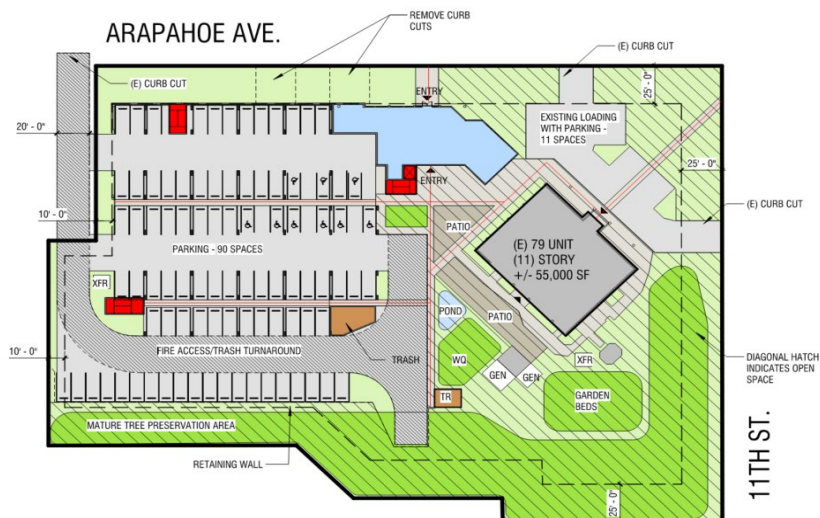 ARAPAHOE AVE.
REMOVE CURB
CUTS
(E) CURB CUT
(E) CURB CUT
ENTRY
25' - 0"
20' - 0"
EXISTING LOADING
WITH PARKING -
11 SPACES
25' - 0"
ENTRY
(E) CURB CUT
10' - 0"
PATIO
PARKING - 90 SPACES
(E) 79 UNIT
(11) STORY
+/- 55,000 SF
XFR
POND
PATIO
10' - 0"
FIRE ACCESS/TRASH TURNAROUND
TRASH
WQ
XFR
DIAGONAL HATCH
INDICATES OPEN
SPACE
GEN
GEN
TR
GARDEN
BEDS
MATURE TREE PRESERVATION AREA
RETAINING WALL
25' - 0"
11TH ST.